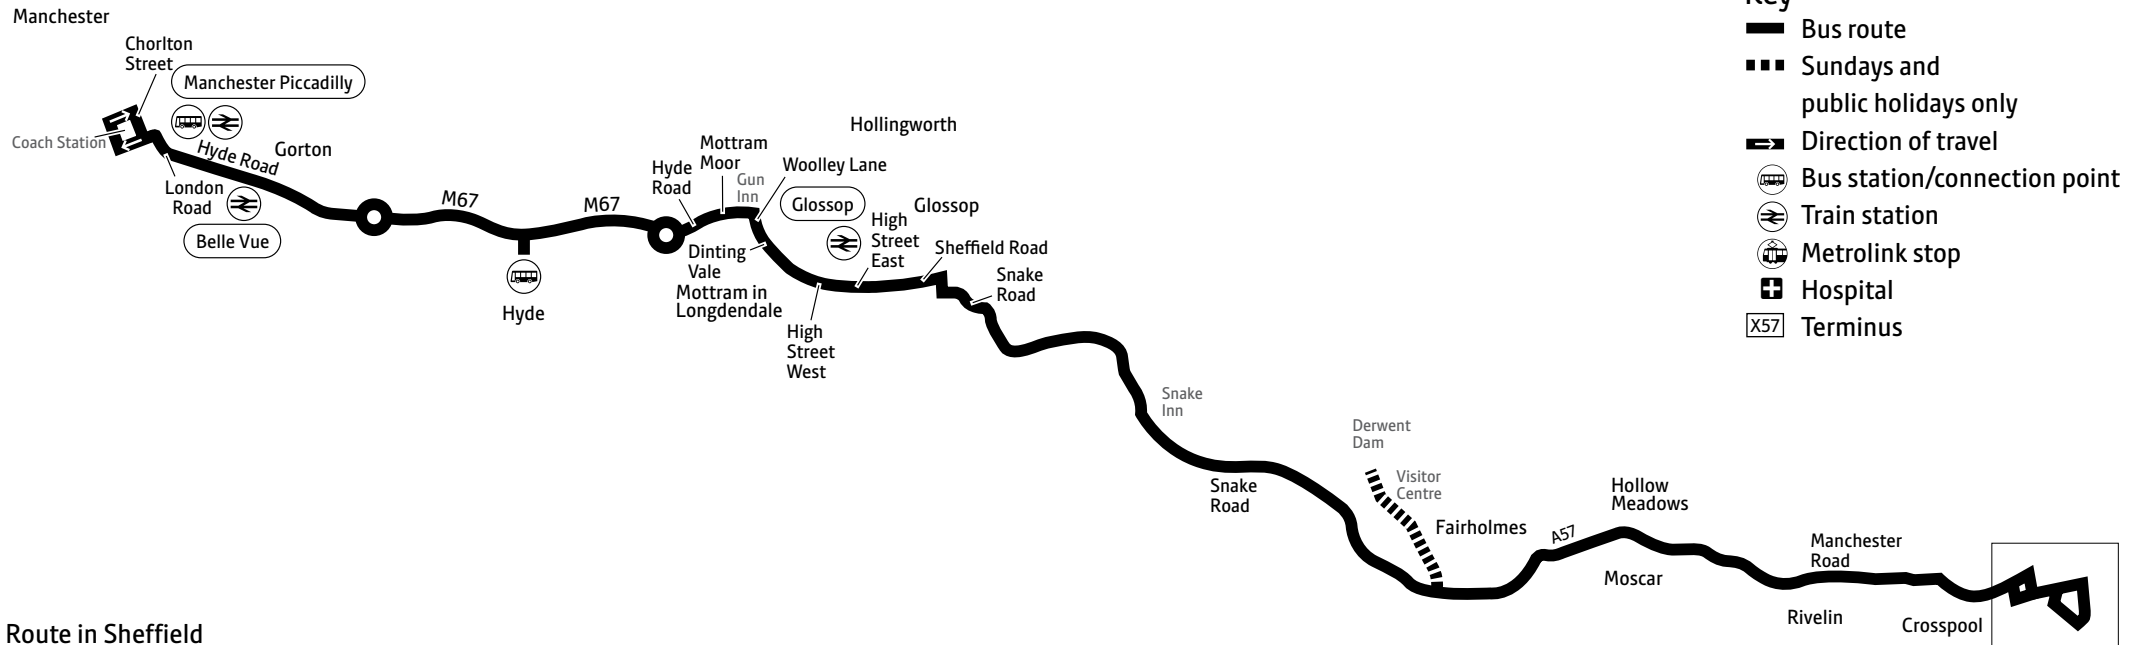 Manchester
Chorlton
Street
Manchester Piccadilly
Coach Station
Hyde Road
Gorton
London
Road
Belle Vue
M67
Hyde
M67
Hyde
Road
Mottram
Moor
Gun
Inn
Woolley Lane
Hollingworth
Glossop
Glossop
High
Street
East
Sheffield Road
Snake
Road
Dinting
Vale
Mottram in
Longdendale
High
Street
West
Snake
Inn
Snake
Road
Derwent
Dam
Visitor
Centre
Fairholmes
A57
Hollow
Meadows
Moscar
Manchester
Road
Rivelin
Crosspool
Key
Bus route
Sundays and
public holidays only
Direction of travel
Bus station/connection point
Train station
Metrolink stop
Hospital
X57 Terminus
Route in Sheffield